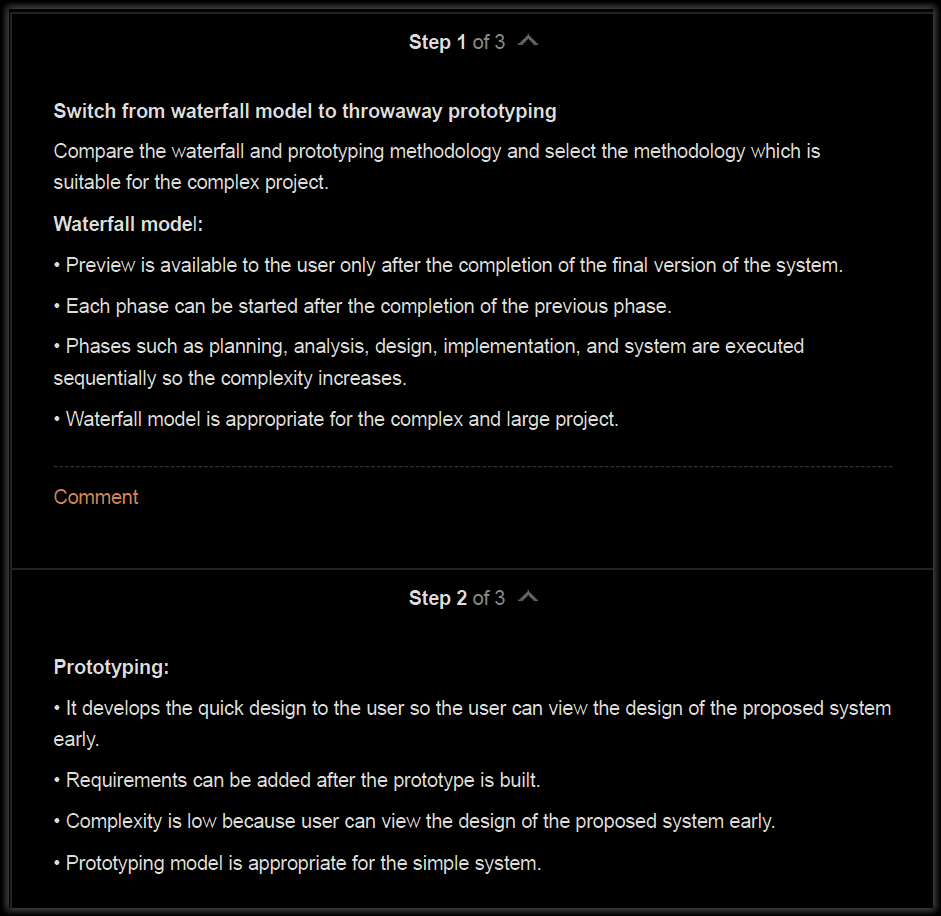 Step 1 of 3
Switch from waterfall model to throwaway prototyping
Compare the waterfall and prototyping methodology and select the methodology which is
suitable for the complex project.
Waterfall model:
• Preview is available to the user only after the completion of the final version of the system.
• Each phase can be started after the completion of the previous phase.
• Phases such as planning, analysis, design, implementation, and system are executed
sequentially so the complexity increases.
• Waterfall model is appropriate for the complex and large project.
Comment
Step 2 of 3
Prototyping:
• It develops the quick design to the user so the user can view the design of the proposed system
early.
• Requirements can be added after the prototype is built.
• Complexity is low because user can view the design of the proposed system early.
• Prototyping model is appropriate for the simple system.